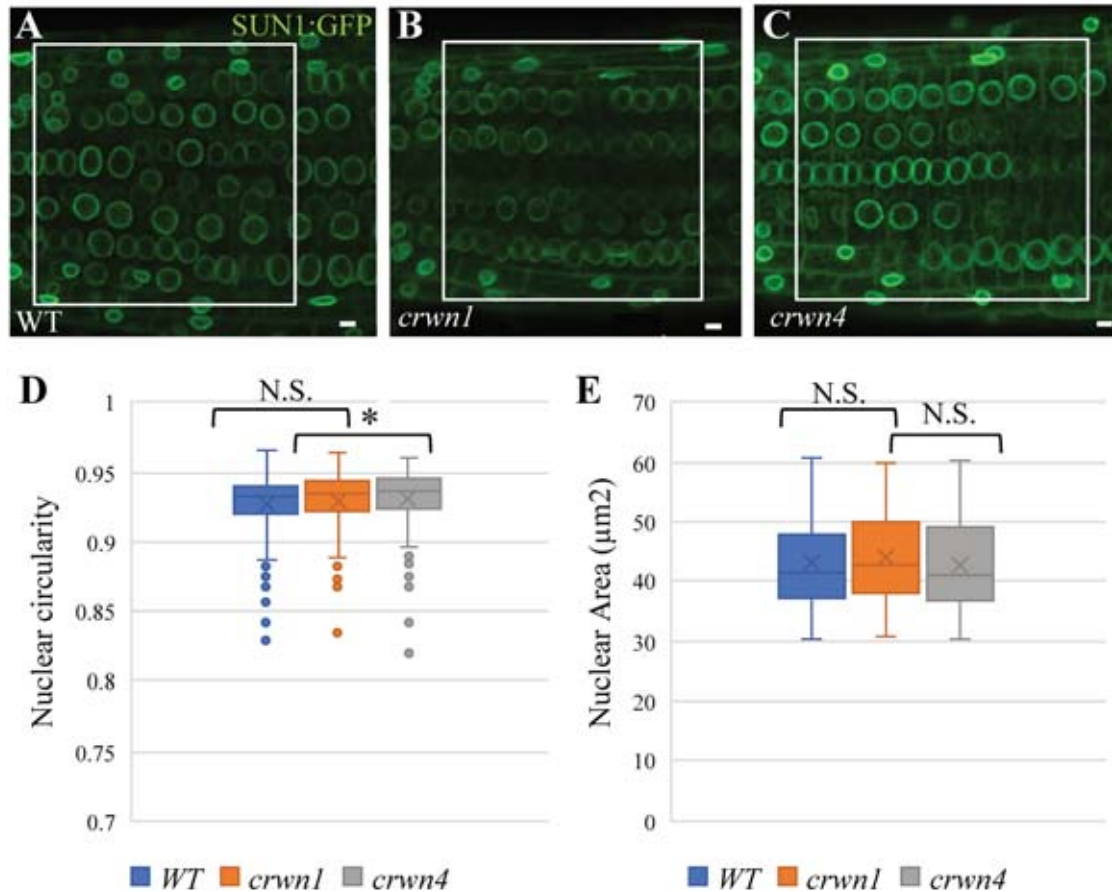 A
SUN1:GFP
WT
B
crwn1
C
crwn4
D
N.S.
*
Nuclear circularity
1
0.95
0.9
0.85
0.8
0.75
0.7
WT crwn1 crwn4
E
N.S.
N.S.
Nuclear Area (µm2)
70
60
50
40
30
20
10
0
WT crwn1 crwn4